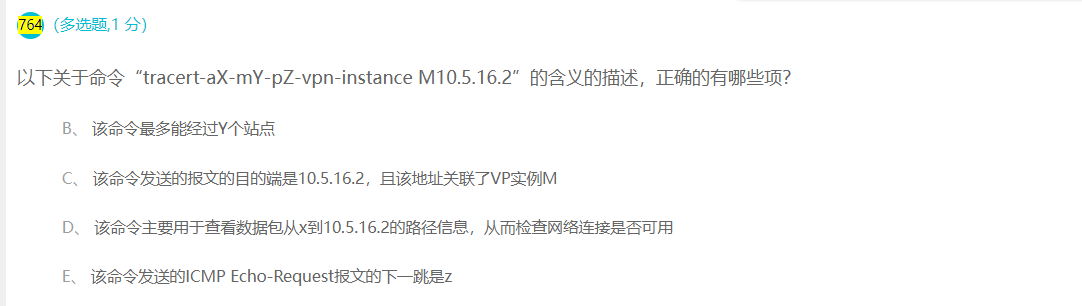 764 (多选题,1 分)
以下关于命令“tracert-aX-mY-pZ-vpn-instance M10.5.16.2”的含义的描述，正确的有哪些项？
B、 该命令最多能经过Y个站点
C、 该命令发送的报文的目的端是10.5.16.2，且该地址关联了VP实例M
D、 该命令主要用于查看数据包从x到10.5.16.2的路径信息，从而检查网络连接是否可用
E、 该命令发送的ICMP Echo-Request报文的下一跳是z